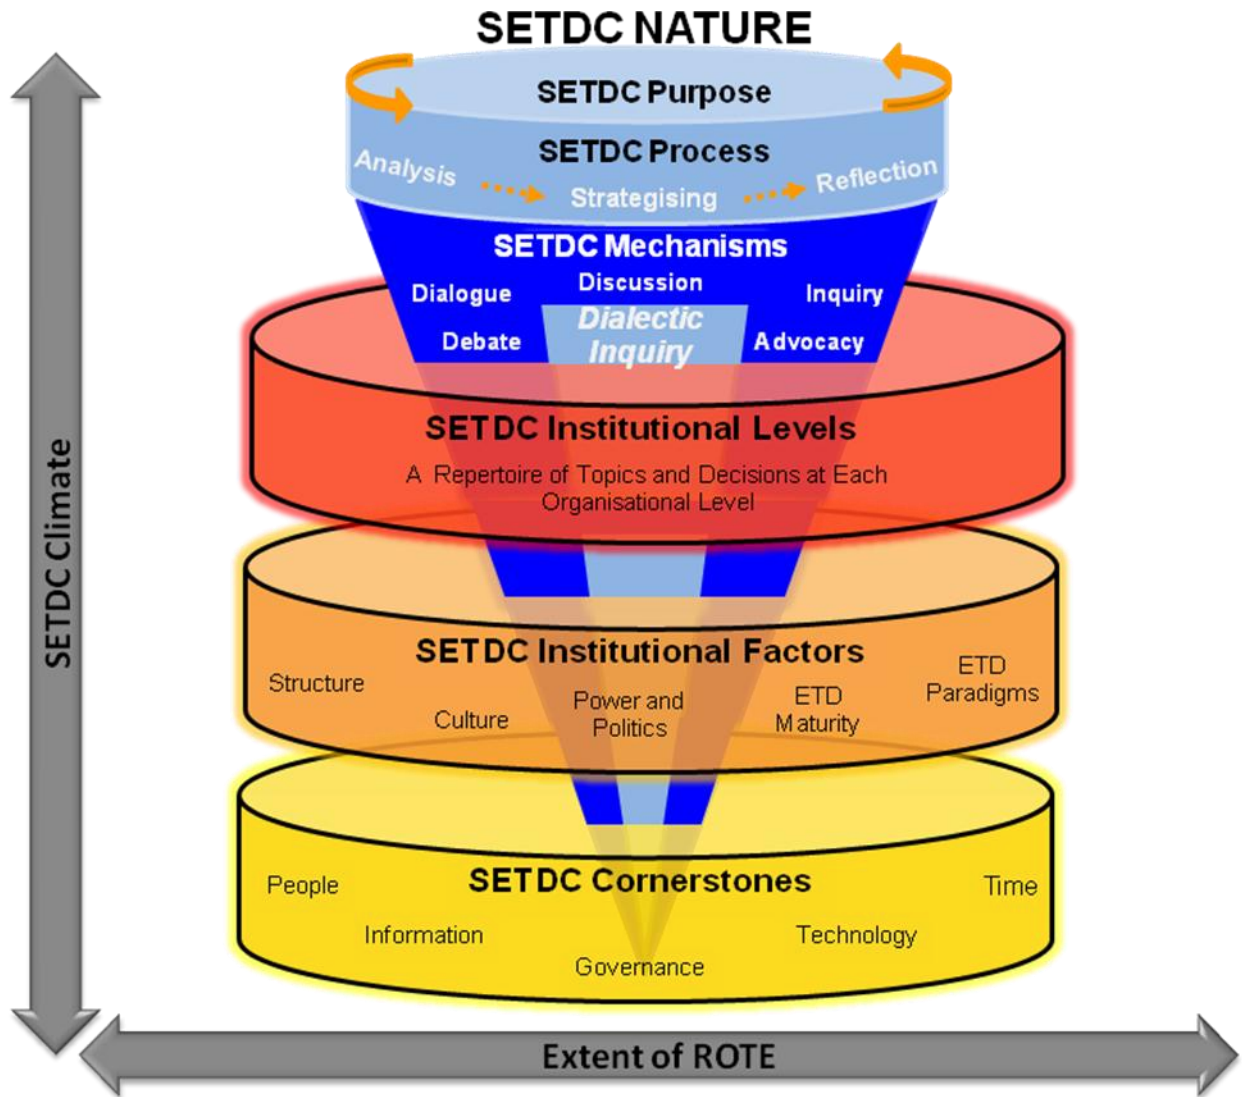 SETDC NATURE
SETDC Purpose
SETDC Process
Analysis
Strategising
Reflection
SETDC Mechanisms
Dialogue
Discussion
Inquiry
Debate
Dialectic
Inquiry
Advocacy
SETDC Institutional Levels
A Repertoire of Topics and Decisions at Each
Organisational Level
SETDC Institutional Factors
Structure
Culture
Power and
Politics
ETD
Maturity
ETD
Paradigms
SETDC Cornerstones
People
Information
Governance
Technology
Time
SETDC Climate
Extent of ROTE